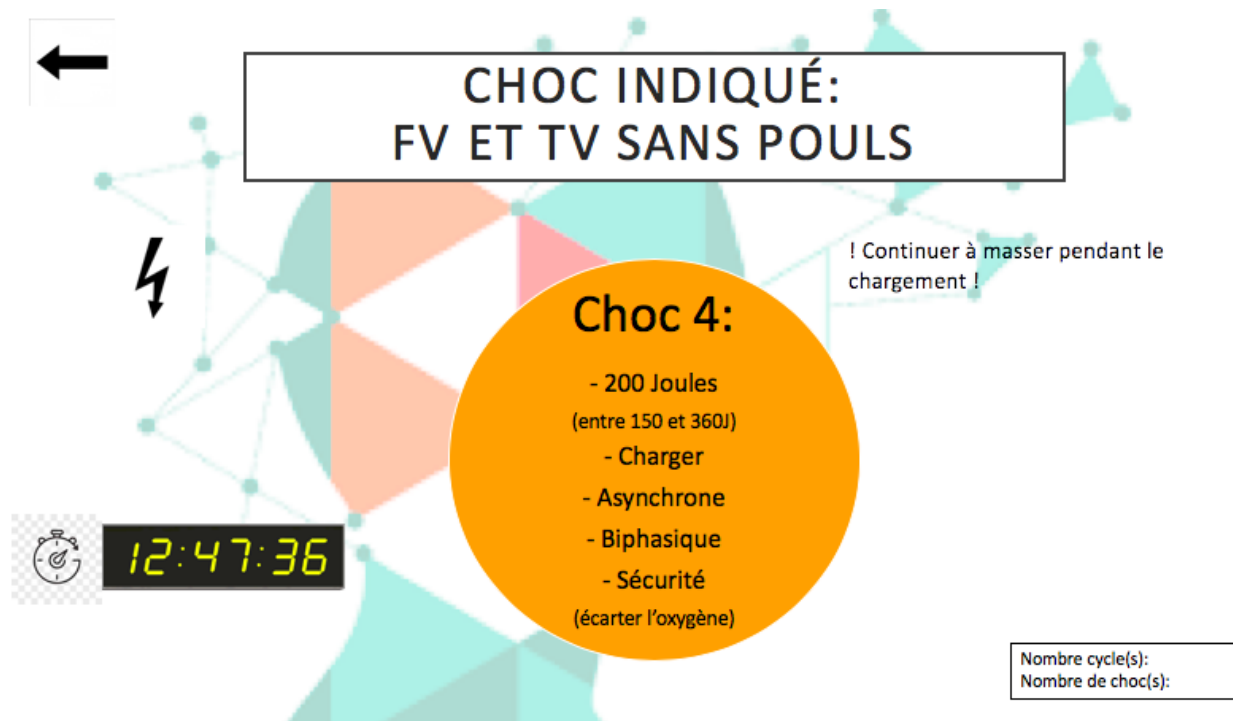 CHOC INDIQUÉ:
FV ET TV SANS POULS
! Continuer à masser pendant le
chargement !
Choc 4:
- 200 Joules
(entre 150 et 360J)
- Charger
- Asynchrone
- Biphasique
- Sécurité
(écarter l’oxygène)
12:47:36
Nombre cycle(s):
Nombre de choc(s):